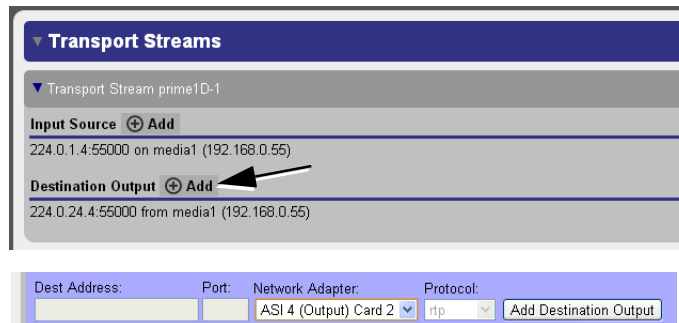 Transport Streams
Transport Stream prime1D-1
Input Source Add
224.0.1.4:55000 on media1 (192.168.0.55)
Destination Output Add
224.0.24.4:55000 from media1 (192.168.0.55)
Dest Address: Port: Network Adapter: Protocol:
ASI 4 (Output) Card 2 rtp Add Destination Output